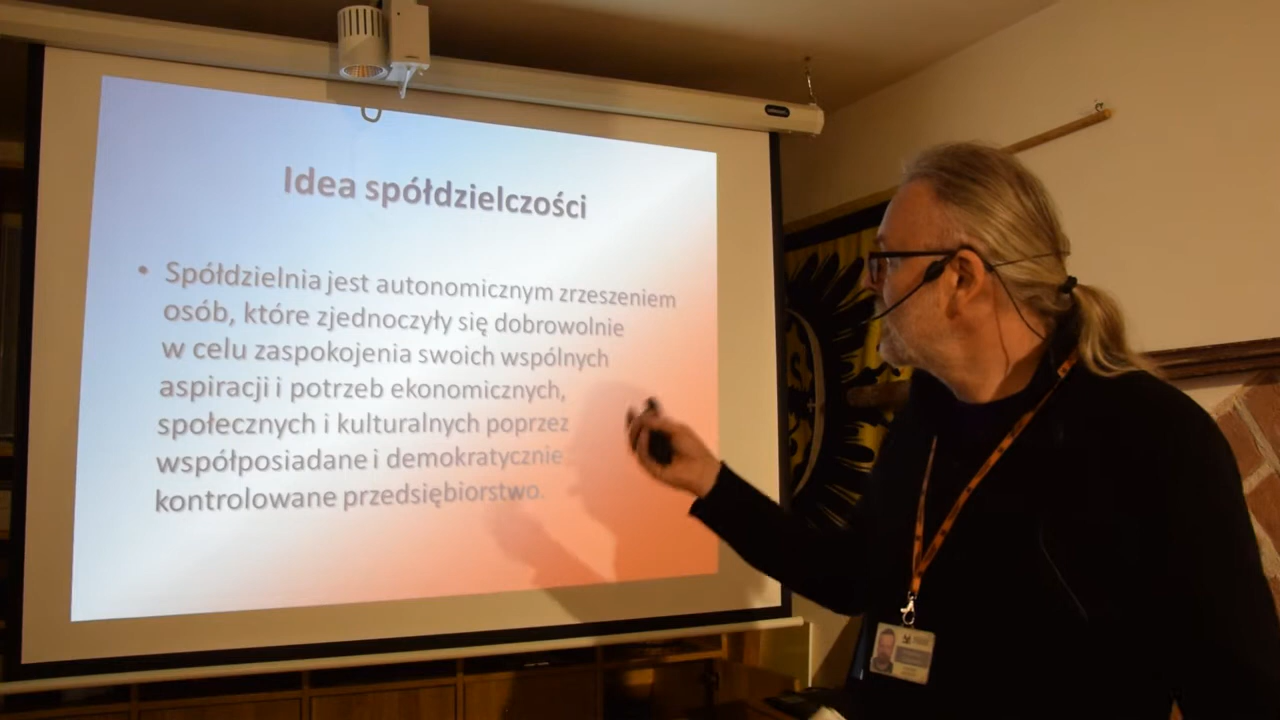 Idea spółdzielczości
• Spółdzielnia jest autonomicznym zrzeszeniem
osób, które zjednoczyły się dobrowolnie
w celu zaspokojenia swoich wspólnych
aspiracji i potrzeb ekonomicznych,
społecznych i kulturalnych poprzez
współposiadane i demokratycznie
kontrolowane przedsiębiorstwo.